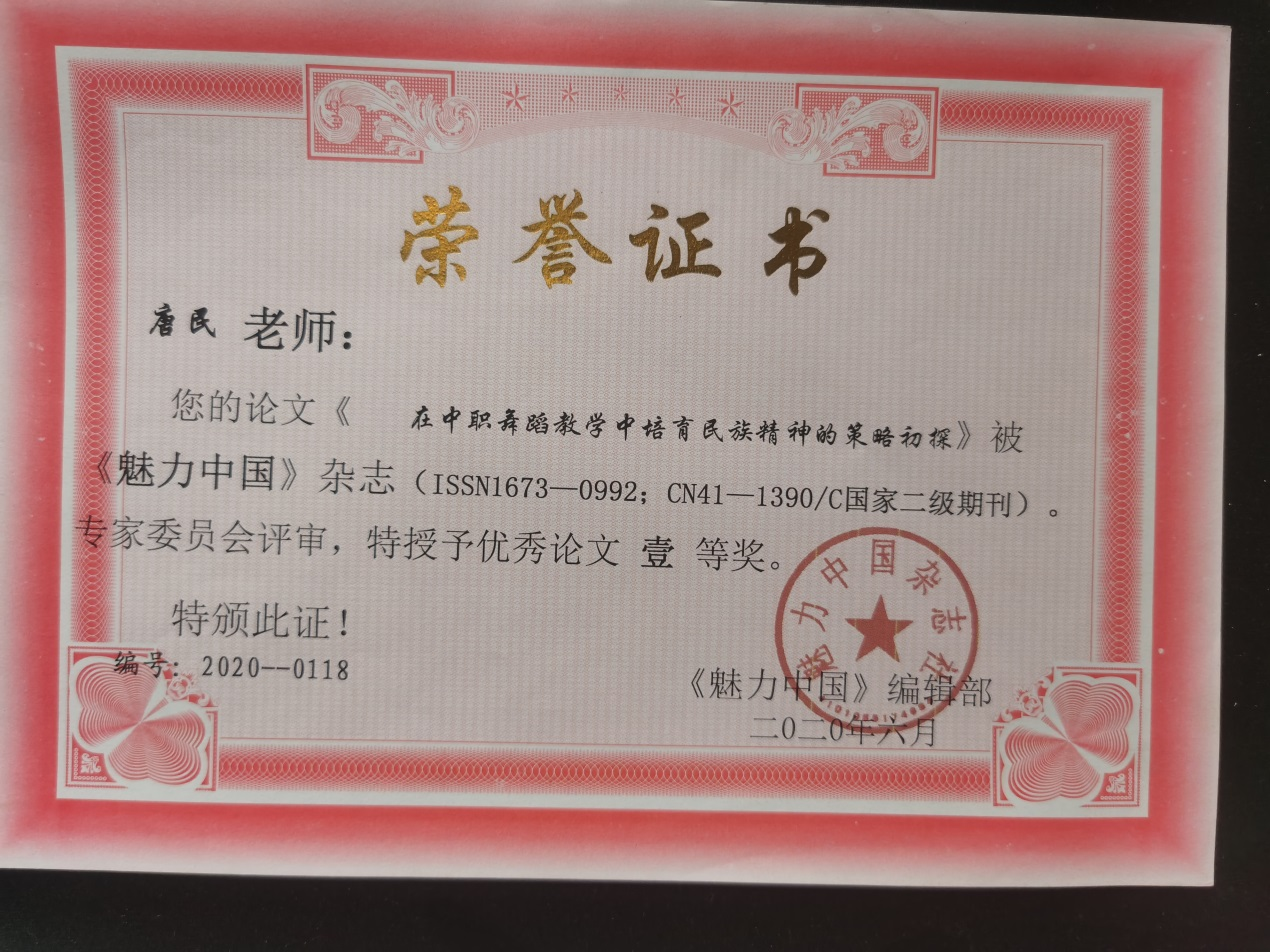 荣誉证书
唐民 老师：
您的论文《 在中职舞蹈教学中培育民族精神的策略初探》被
《魅力中国》杂志（ISSN1673—0992；CN41—1390/C国家二级期刊）。
专家委员会评审，特授予优秀论文 壹 等奖。
特颁此证！
编号：2020--0118
魅力中国杂志社
《魅力中国》编辑部
二0二0年六月